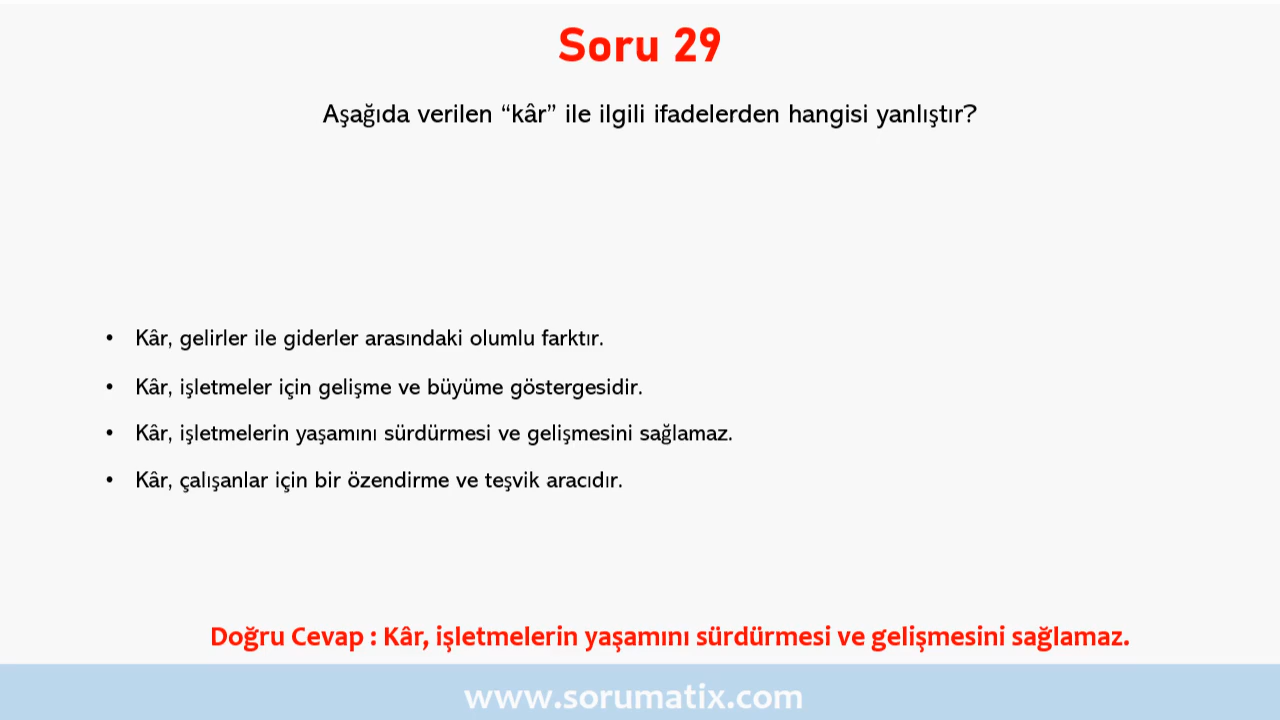 Soru 29
Aşağıda verilen “kâr” ile ilgili ifadelerden hangisi yanlıştır?
• Kâr, gelirler ile giderler arasındaki olumlu farktır.
• Kâr, işletmeler için gelişme ve büyüme göstergesidir.
• Kâr, işletmelerin yaşamını sürdürmesi ve gelişmesini sağlamaz.
• Kâr, çalışanlar için bir özendirme ve teşvik aracıdır.
Doğru Cevap : Kâr, işletmelerin yaşamını sürdürmesi ve gelişmesini sağlamaz.
www.sorumatix.com